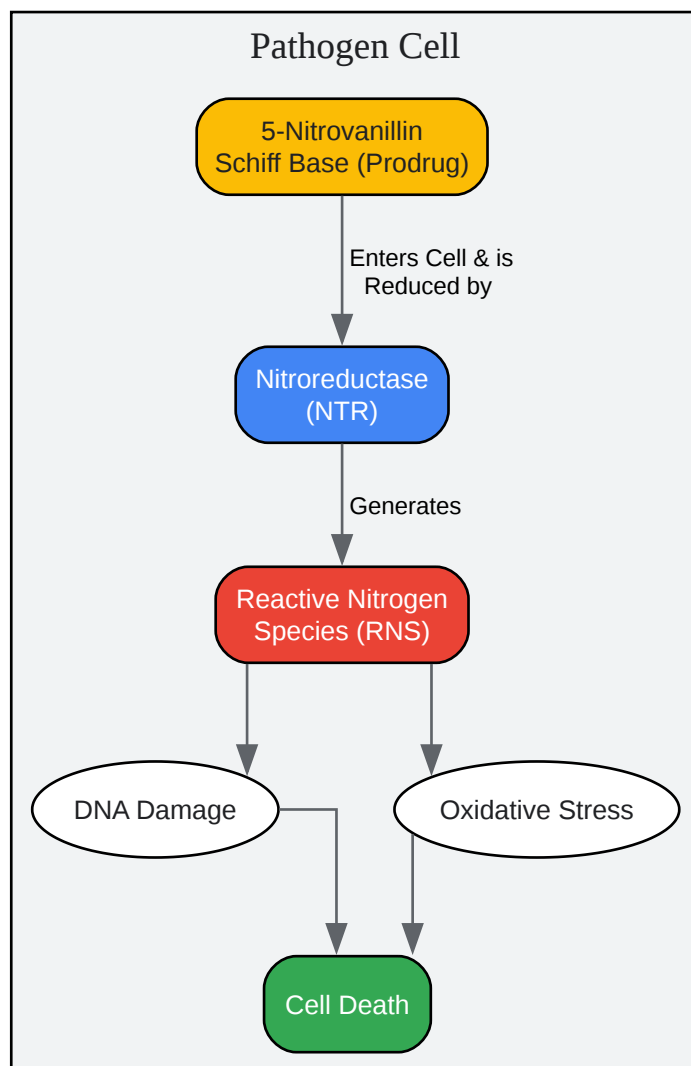 Pathogen Cell
5-Nitrovanillin
Schiff Base (Prodrug)
Enters Cell & is
Reduced by
Nitroreductase
(NTR)
Generates
Reactive Nitrogen
Species (RNS)
DNA Damage
Oxidative Stress
Cell Death